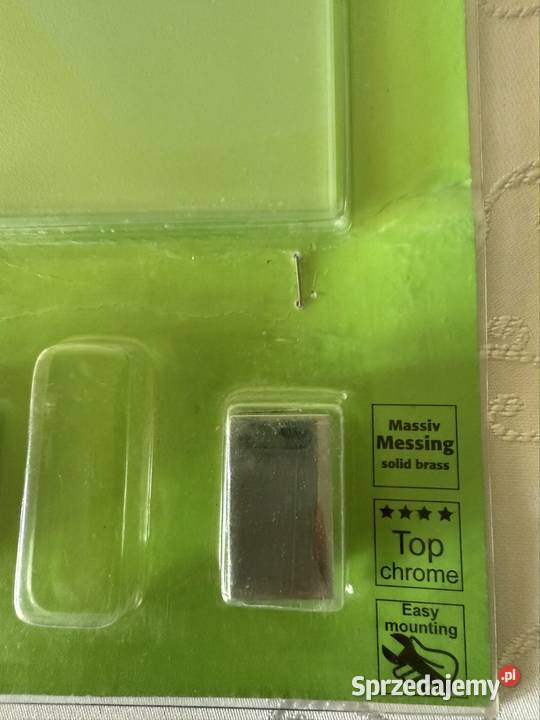 Massiv
Messing
solid brass
Top
chrome
Easy
mounting
Sprzedajemy.pl